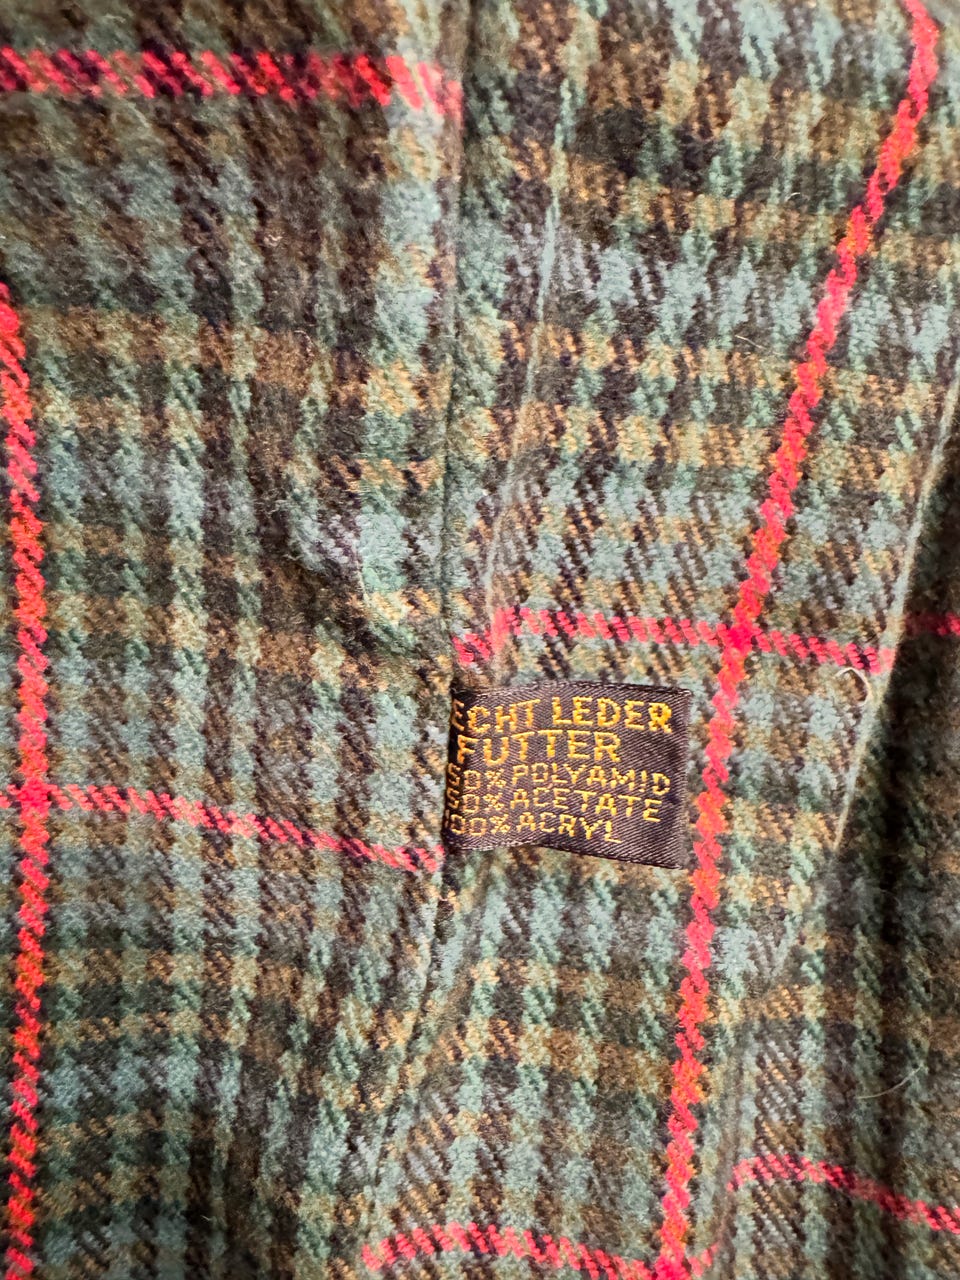 ECHT LEDER
FUTTER
50% POLYAMID
50% ACETATE
100% ACRYL